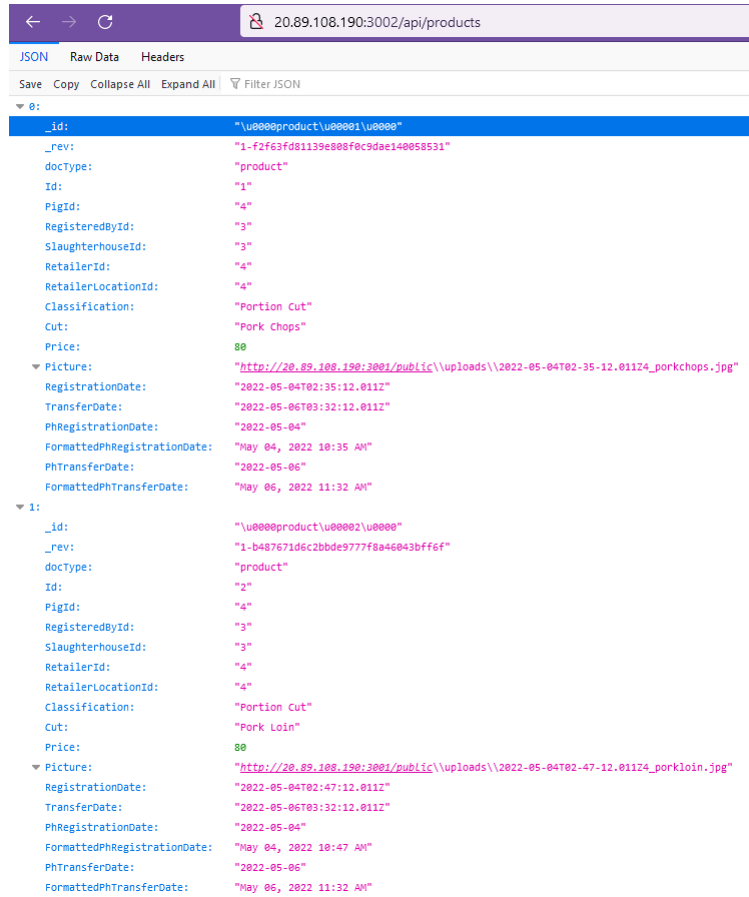 20.89.108.190:3002/api/products
JSON Raw Data Headers
Save Copy Collapse All Expand All Filter JSON
0:
_id: "\u0000product\u00001\u0000"
_rev: "1-f2f63fd81139e808f0c9dae140058531"
docType: "product"
Id: "1"
PigId: "4"
RegisteredById: "3"
SlaughterhouseId: "3"
RetailerId: "4"
RetailerLocationId: "4"
Classification: "Portion Cut"
Cut: "Pork Chops"
Price: 80
Picture: "http://20.89.108.190:3001/public\\uploads\\2022-05-04T02-35-12.011Z4_porkchops.jpg"
RegistrationDate: "2022-05-04T02:35:12.011Z"
TransferDate: "2022-05-06T03:32:12.012Z"
PhRegistrationDate: "2022-05-04"
FormattedPhRegistrationDate: "May 04, 2022 10:35 AM"
PhTransferDate: "2022-05-06"
FormattedPhTransferDate: "May 06, 2022 11:32 AM"
1:
_id: "\u0000product\u00002\u0000"
_rev: "1-b487671d6c2bbde9777f8a46043bff6f"
docType: "product"
Id: "2"
PigId: "4"
RegisteredById: "3"
SlaughterhouseId: "3"
RetailerId: "4"
RetailerLocationId: "4"
Classification: "Portion Cut"
Cut: "Pork Loin"
Price: 80
Picture: "http://20.89.108.190:3001/public\\uploads\\2022-05-04T02-47-12.011Z4_porkloin.jpg"
RegistrationDate: "2022-05-04T02:47:12.011Z"
TransferDate: "2022-05-06T03:32:12.012Z"
PhRegistrationDate: "2022-05-04"
FormattedPhRegistrationDate: "May 04, 2022 10:47 AM"
PhTransferDate: "2022-05-06"
FormattedPhTransferDate: "May 06, 2022 11:32 AM"